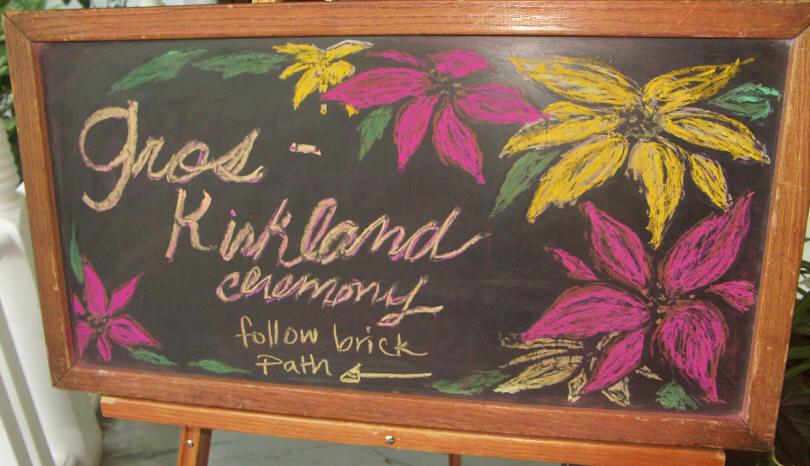 Gros -
Kirkland
ceremony
follow brick
path ←